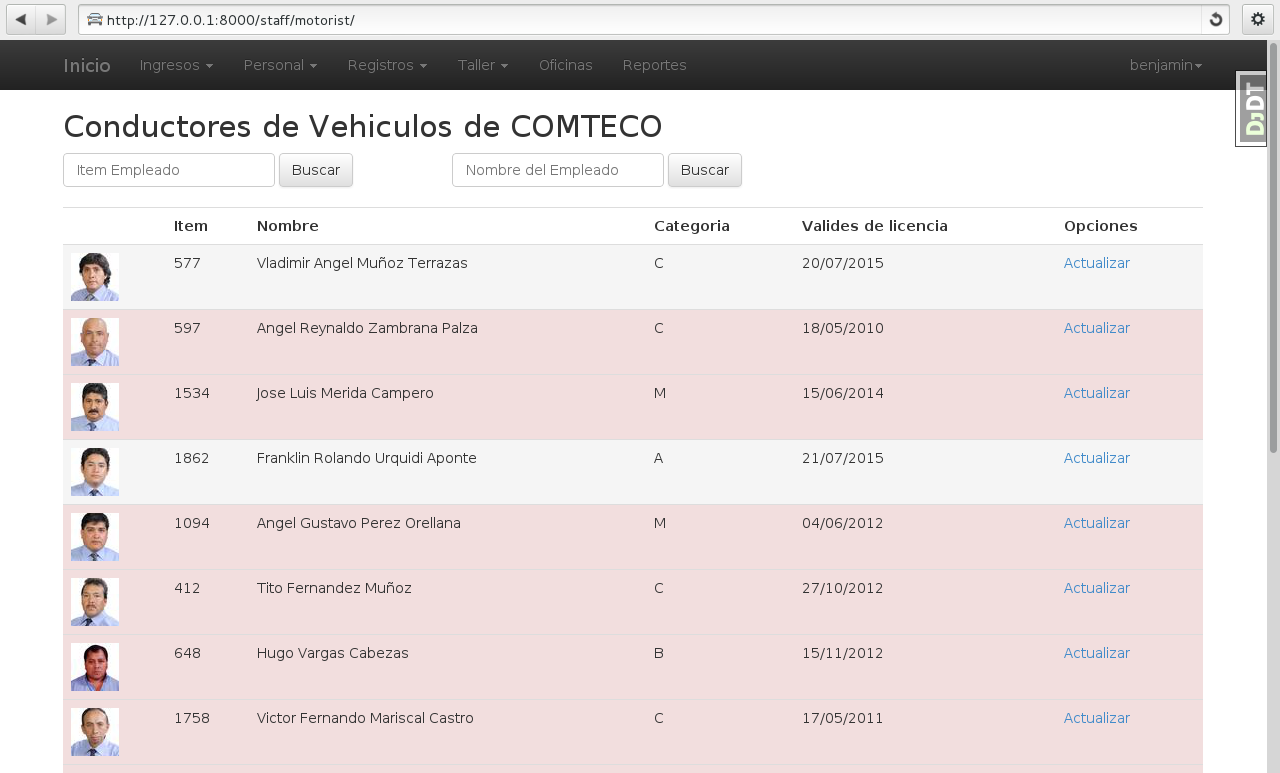 http://127.0.0.1:8000/staff/motorist/
Inicio Ingresos Personal Registros Taller Oficinas Reportes benjamin
DJDT
Conductores de Vehiculos de COMTECO
Item Empleado Buscar Nombre del Empleado Buscar
Item Nombre Categoria Valides de licencia Opciones
577 Vladimir Angel Muñoz Terrazas C 20/07/2015 Actualizar
597 Angel Reynaldo Zambrana Palza C 18/05/2010 Actualizar
1534 Jose Luis Merida Campero M 15/06/2014 Actualizar
1862 Franklin Rolando Urquidi Aponte A 21/07/2015 Actualizar
1094 Angel Gustavo Perez Orellana M 04/06/2012 Actualizar
412 Tito Fernandez Muñoz C 27/10/2012 Actualizar
648 Hugo Vargas Cabezas B 15/11/2012 Actualizar
1758 Victor Fernando Mariscal Castro C 17/05/2011 Actualizar